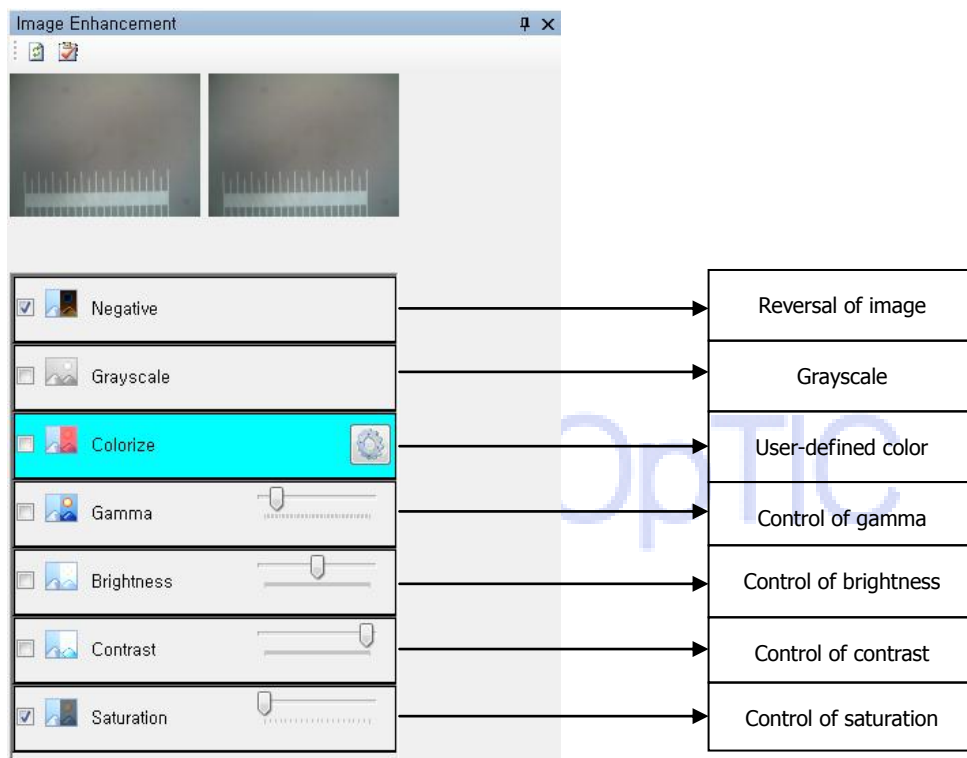 Image Enhancement
Negative
Reversal of image
Grayscale
Grayscale
OpTIC
Colorize
User-defined color
Gamma
Control of gamma
Brightness
Control of brightness
Contrast
Control of contrast
Saturation
Control of saturation